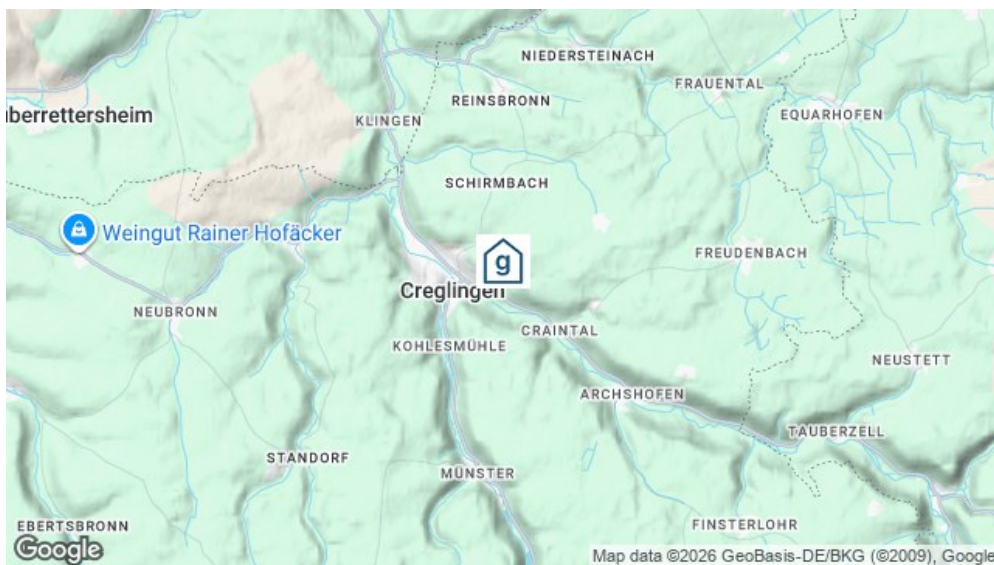 NIEDERSTEINACH
FRAUENTAL
REINSBRONN
EQUARHOFEN
berrettersheim
KLINGEN
SCHIRMBACH
Weingut Rainer Hofäcker
g
FREUDENBACH
Creglingen
NEUBRONN
CRAINTAL
KOHLESMÜHLE
NEUSTETT
ARCHSHOFEN
TAUBERZELL
STANDORF
MÜNSTER
EBERTSBRONN
FINSTERLOHR
Google
Map data ©2026 GeoBasis-DE/BKG (©2009), Google